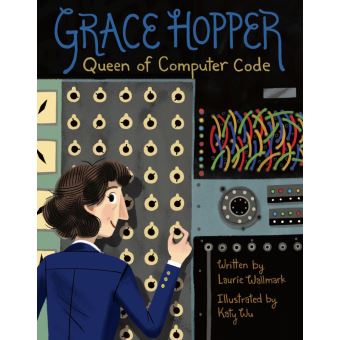 GRACE HOPPER
Queen of Computer Code
Written by
Laurie Wallmark
Illustrated by
Katy Wu